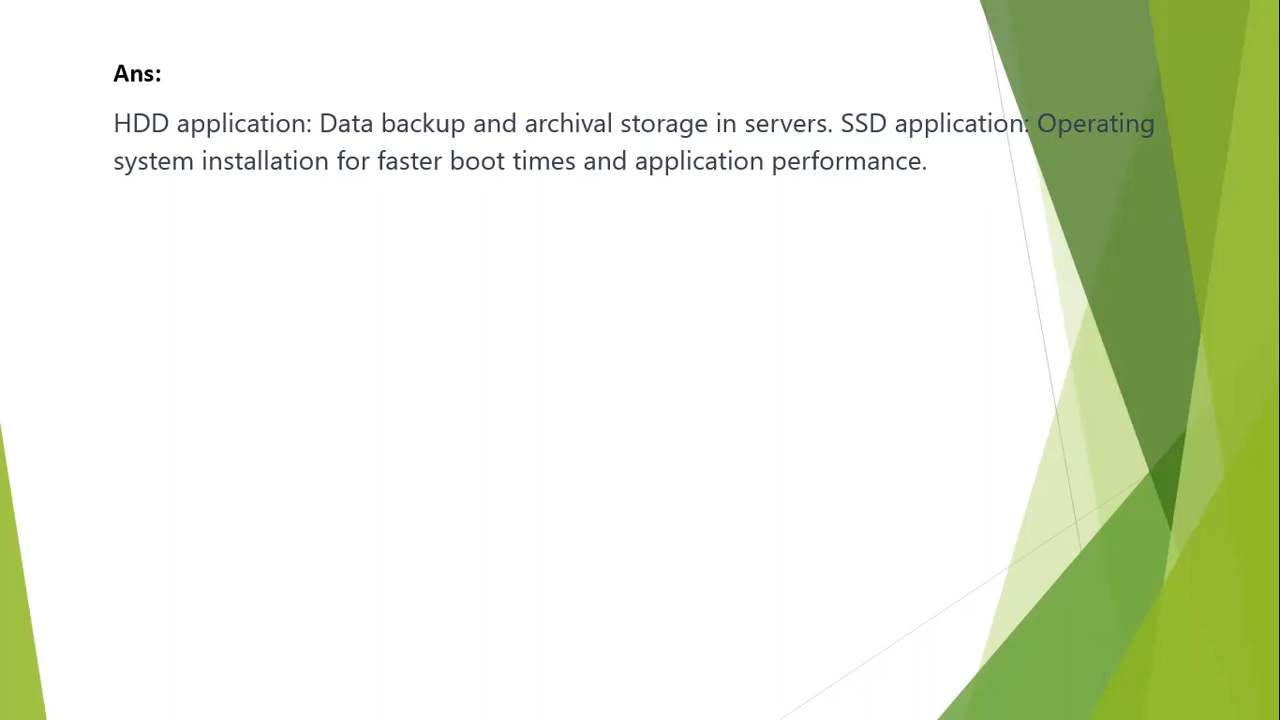 Ans:
HDD application: Data backup and archival storage in servers. SSD application: Operating
system installation for faster boot times and application performance.